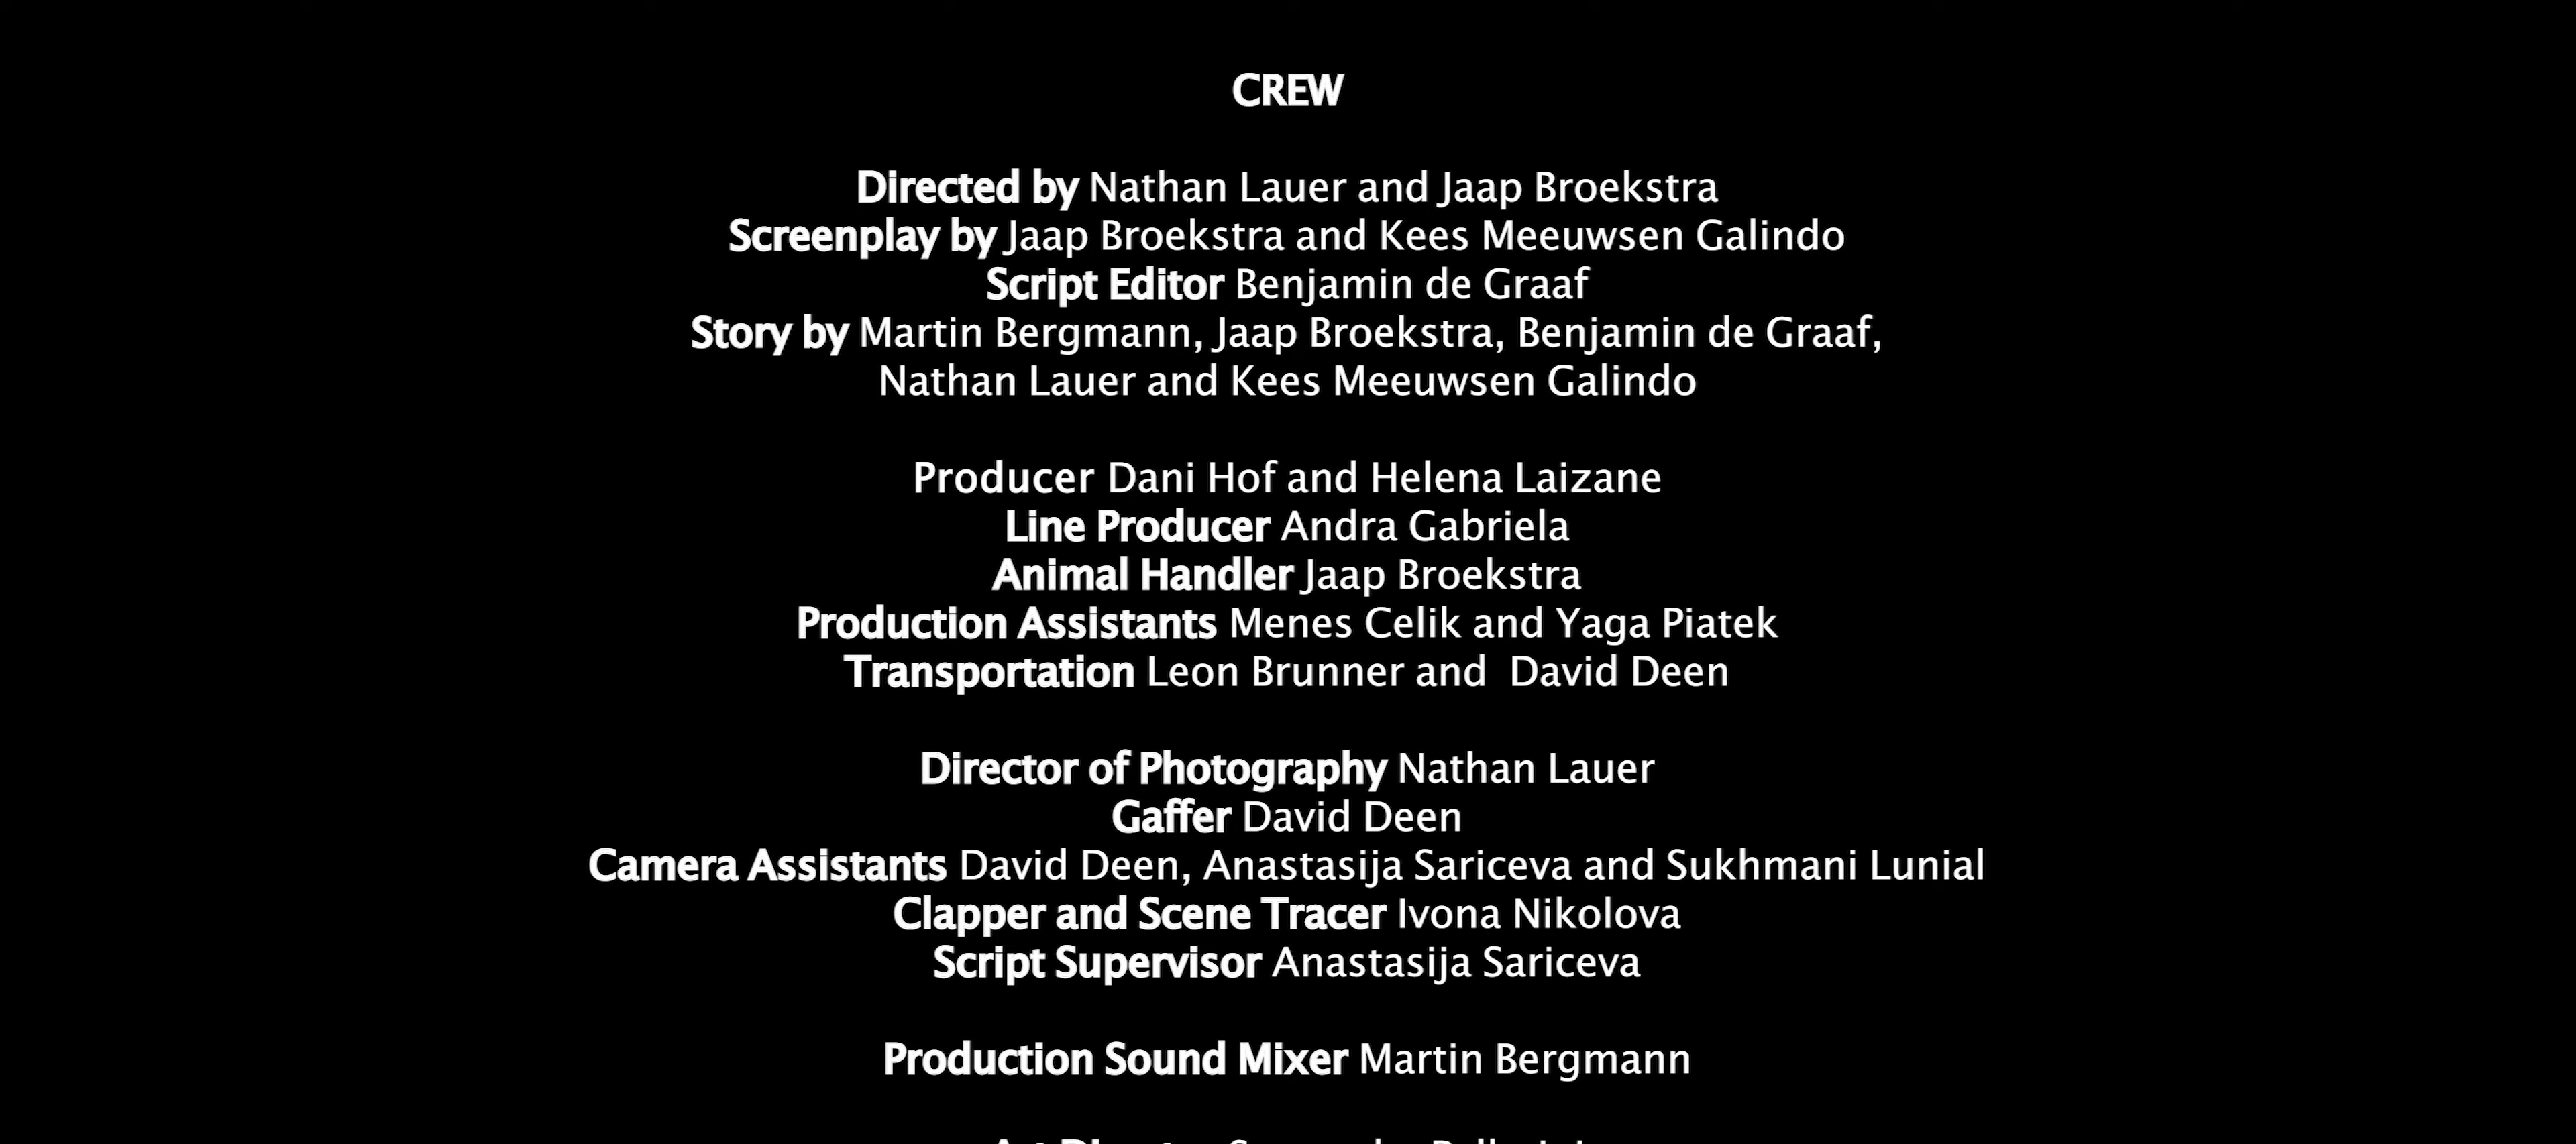 CREW
Directed by Nathan Lauer and Jaap Broekstra
Screenplay by Jaap Broekstra and Kees Meeuwsen Galindo
Script Editor Benjamin de Graaf
Story by Martin Bergmann, Jaap Broekstra, Benjamin de Graaf,
Nathan Lauer and Kees Meeuwsen Galindo
Producer Dani Hof and Helena Laizane
Line Producer Andra Gabriela
Animal Handler Jaap Broekstra
Production Assistants Menes Celik and Yaga Piatek
Transportation Leon Brunner and  David Deen
Director of Photography Nathan Lauer
Gaffer David Deen
Camera Assistants David Deen, Anastasija Sariceva and Sukhmani Lunial
Clapper and Scene Tracer Ivona Nikolova
Script Supervisor Anastasija Sariceva
Production Sound Mixer Martin Bergmann
Art Director